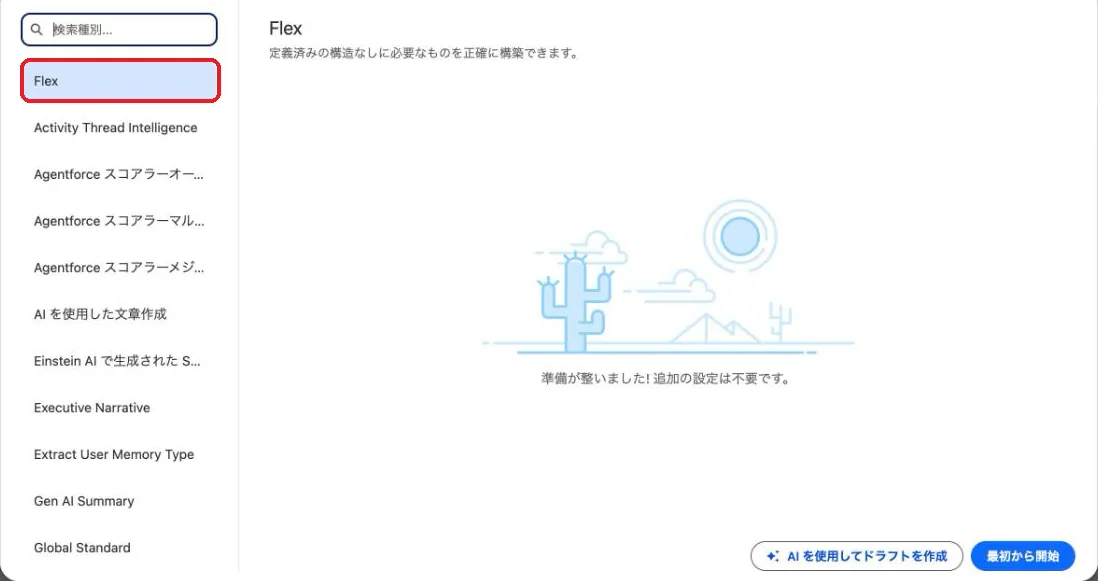 検索種別...
Flex
Activity Thread Intelligence
Agentforce スコアラーオー...
Agentforce スコアラーマル...
Agentforce スコアラーメジ...
AI を使用した文章作成
Einstein AI で生成された S...
Executive Narrative
Extract User Memory Type
Gen AI Summary
Global Standard
Flex
定義済みの構造なしに必要なものを正確に構築できます。
準備が整いました! 追加の設定は不要です。
AI を使用してドラフトを作成
最初から開始